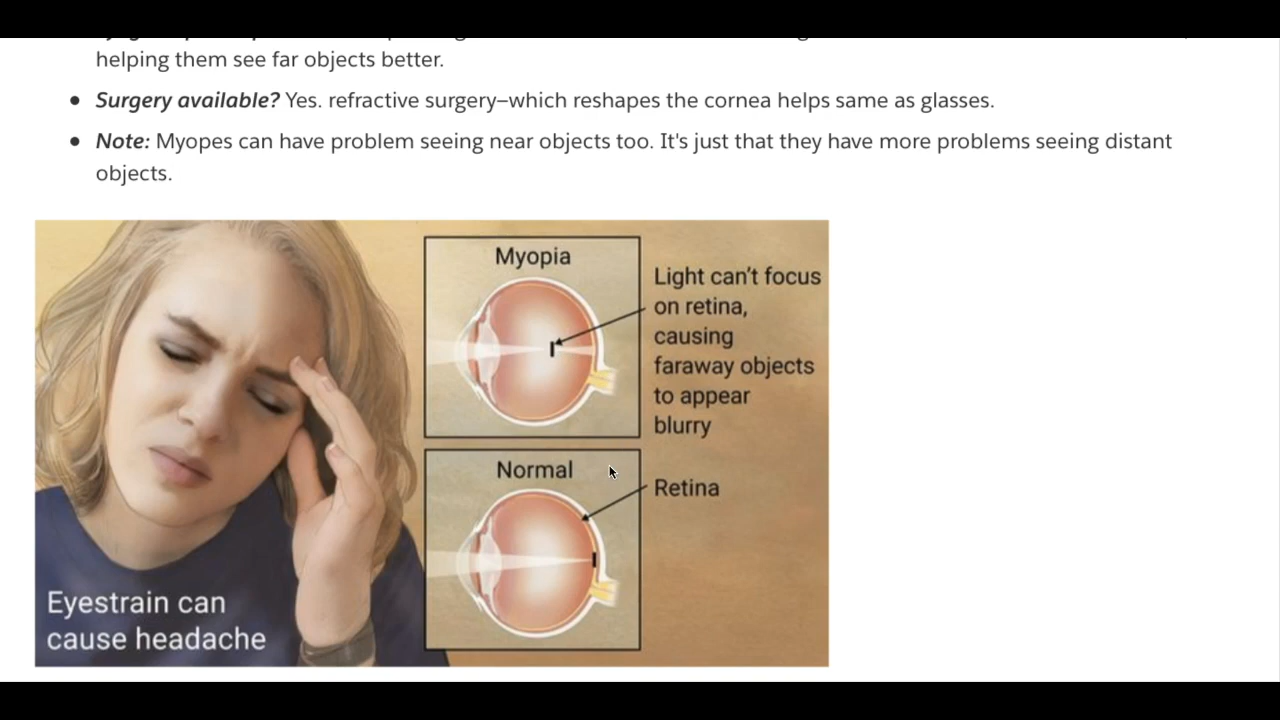 helping them see far objects better.
Surgery available? Yes. refractive surgery–which reshapes the cornea helps same as glasses.
Note: Myopes can have problem seeing near objects too. It's just that they have more problems seeing distant
objects.
Myopia
Light can't focus
on retina,
causing
faraway objects
to appear
blurry
Normal
Retina
Eyestrain can
cause headache